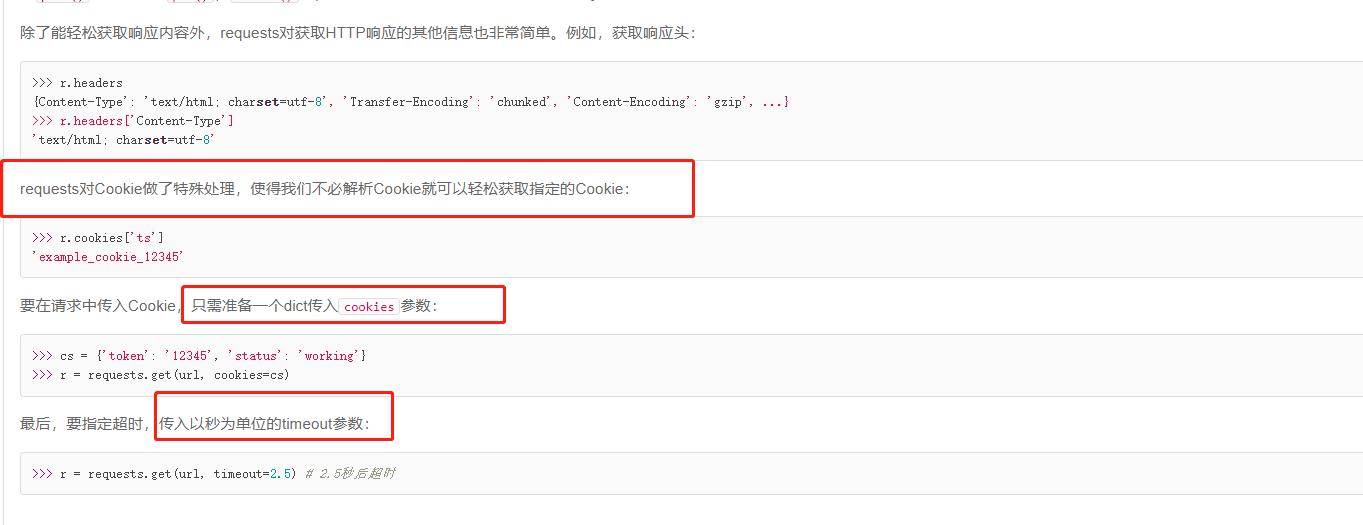 除了能轻松获取响应内容外，requests对获取HTTP响应的其他信息也非常简单。例如，获取响应头：
>>> r.headers
{Content-Type': 'text/html; charset=utf-8', 'Transfer-Encoding': 'chunked', 'Content-Encoding': 'gzip', ...}
>>> r.headers['Content-Type']
'text/html; charset=utf-8'
requests对Cookie做了特殊处理，使得我们不必解析Cookie就可以轻松获取指定的Cookie：
>>> r.cookies['ts']
'example_cookie_12345'
要在请求中传入Cookie，只需准备一个dict传入cookies参数：
>>> cs = {'token': '12345', 'status': 'working'}
>>> r = requests.get(url, cookies=cs)
最后，要指定超时，传入以秒为单位的timeout参数：
>>> r = requests.get(url, timeout=2.5) # 2.5秒后超时